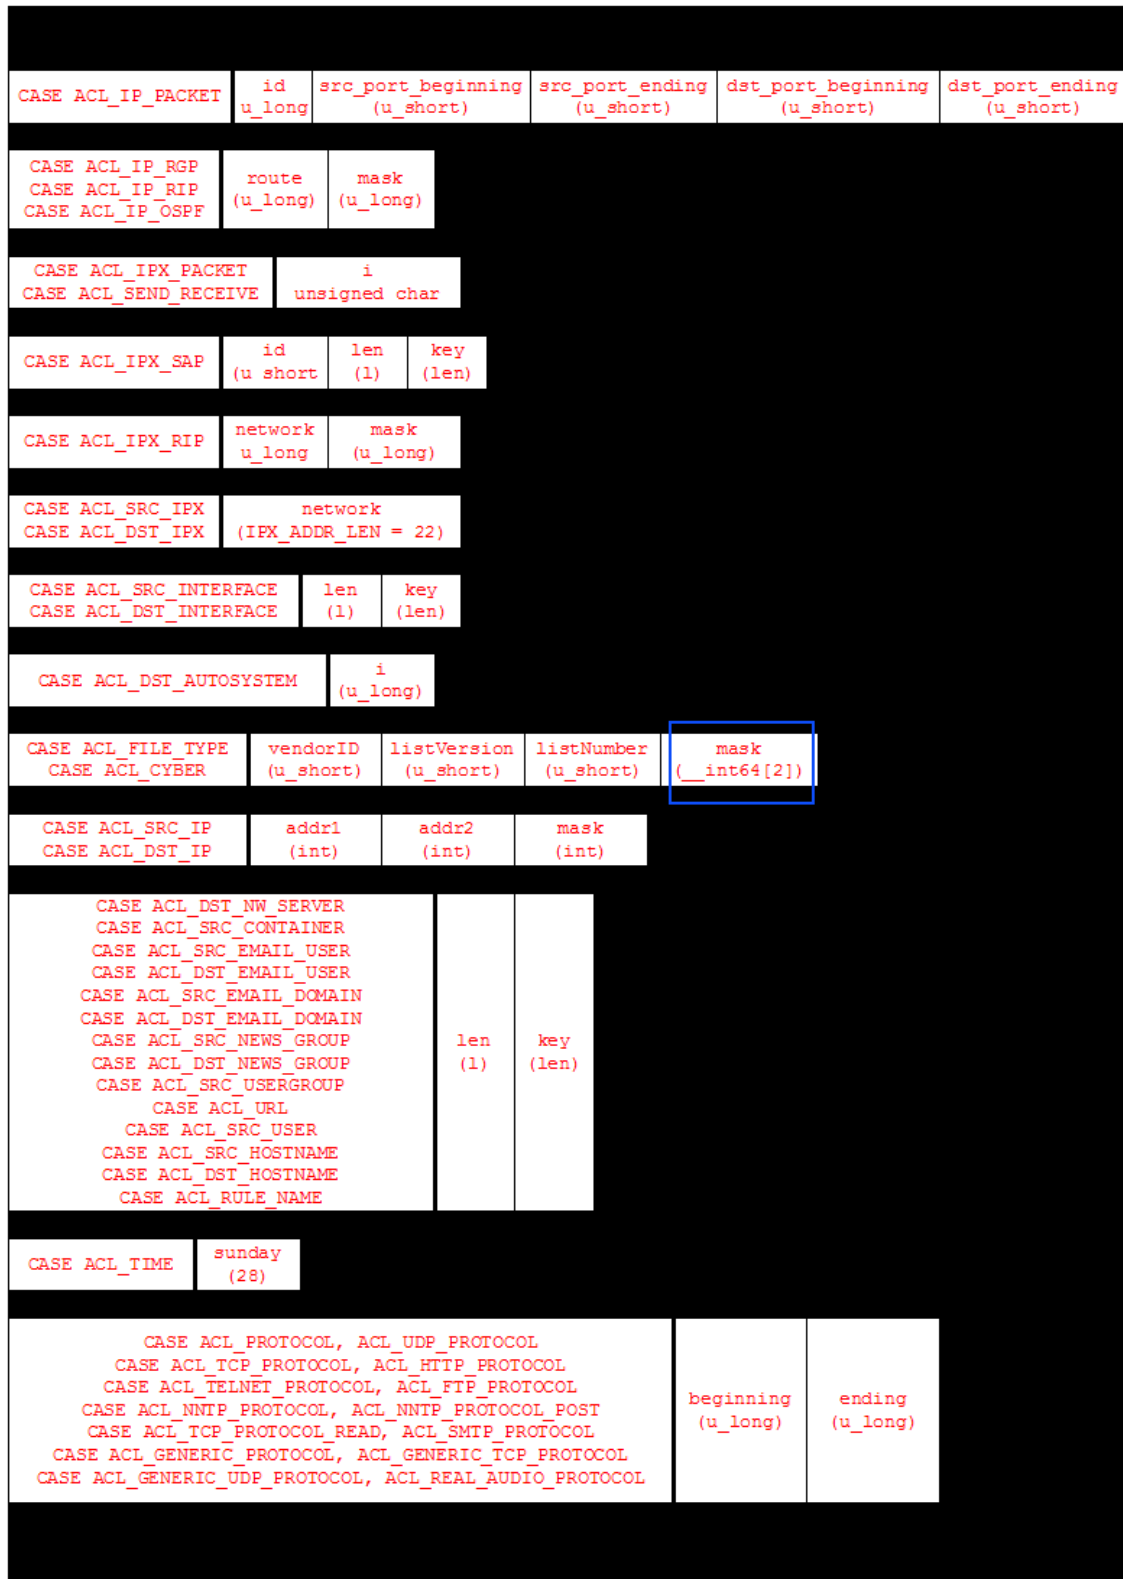 CASE ACL_IP_PACKET
id
u_long
src_port_beginning
(u_short)
src_port_ending
(u_short)
dst_port_beginning
(u_short)
dst_port_ending
(u_short)
CASE ACL_IP_RGP
CASE ACL_IP_RIP
CASE ACL_IP_OSPF
route
(u_long)
mask
(u_long)
CASE ACL_IPX_PACKET
CASE ACL_SEND_RECEIVE
i
unsigned char
CASE ACL_IPX_SAP
id
(u short
len
(l)
key
(len)
CASE ACL_IPX_RIP
network
u_long
mask
(u_long)
CASE ACL_SRC_IPX
CASE ACL_DST_IPX
network
(IPX_ADDR_LEN = 22)
CASE ACL_SRC_INTERFACE
CASE ACL_DST_INTERFACE
len
(l)
key
(len)
CASE ACL_DST_AUTOSYSTEM
i
(u_long)
CASE ACL_FILE_TYPE
CASE ACL_CYBER
vendorID
(u_short)
listVersion
(u_short)
listNumber
(u_short)
mask
(__int64[2])
CASE ACL_SRC_IP
CASE ACL_DST_IP
addr1
(int)
addr2
(int)
mask
(int)
CASE ACL_DST_NW_SERVER
CASE ACL_SRC_CONTAINER
CASE ACL_SRC_EMAIL_USER
CASE ACL_DST_EMAIL_USER
CASE ACL_SRC_EMAIL_DOMAIN
CASE ACL_DST_EMAIL_DOMAIN
CASE ACL_SRC_NEWS_GROUP
CASE ACL_DST_NEWS_GROUP
CASE ACL_SRC_USERGROUP
CASE ACL_URL
CASE ACL_SRC_USER
CASE ACL_SRC_HOSTNAME
CASE ACL_DST_HOSTNAME
CASE ACL_RULE_NAME
len
(l)
key
(len)
CASE ACL_TIME
sunday
(28)
CASE ACL_PROTOCOL, ACL_UDP_PROTOCOL
CASE ACL_TCP_PROTOCOL, ACL_HTTP_PROTOCOL
CASE ACL_TELNET_PROTOCOL, ACL_FTP_PROTOCOL
CASE ACL_NNTP_PROTOCOL, ACL_NNTP_PROTOCOL_POST
CASE ACL_TCP_PROTOCOL_READ, ACL_SMTP_PROTOCOL
CASE ACL_GENERIC_PROTOCOL, ACL_GENERIC_TCP_PROTOCOL
CASE ACL_GENERIC_UDP_PROTOCOL, ACL_REAL_AUDIO_PROTOCOL
beginning
(u_long)
ending
(u_long)